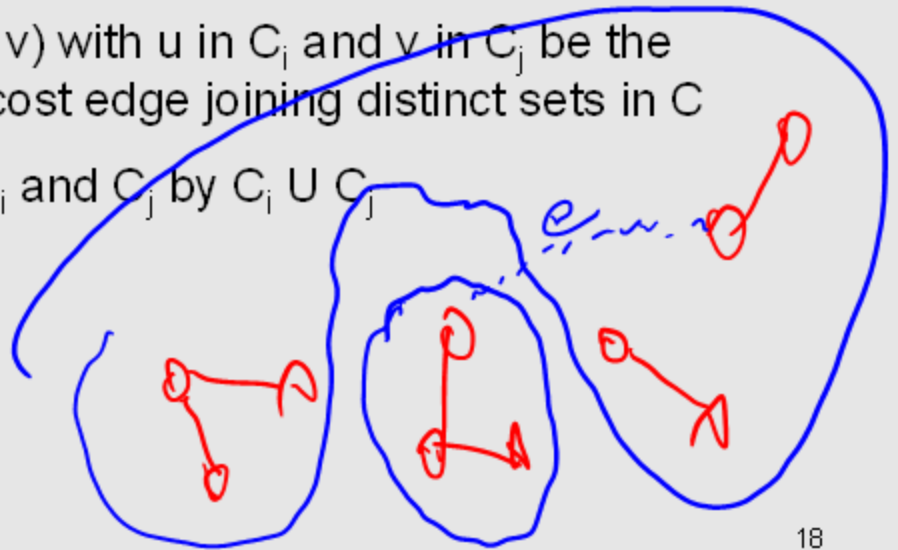 v) with u in Ci and v in Cj be the
cost edge joining distinct sets in C
i and Cj by Ci U Cj
e
18